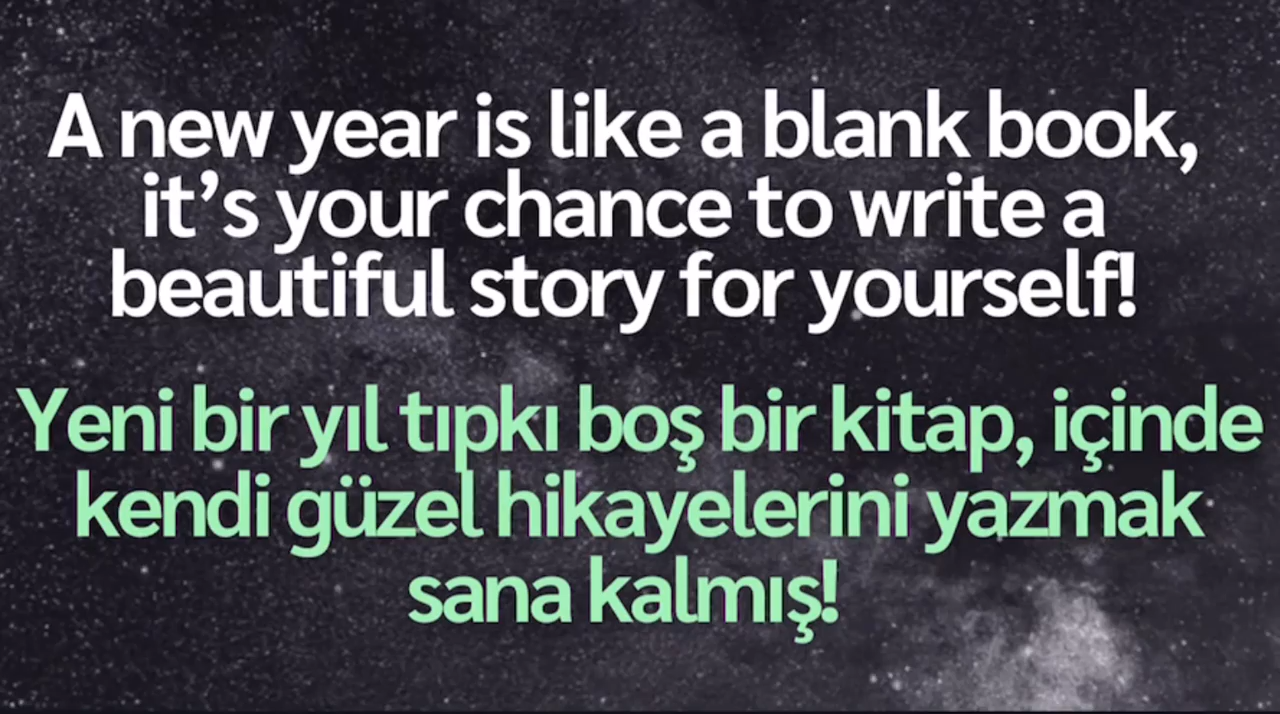 A new year is like a blank book,
it’s your chance to write a
beautiful story for yourself!
Yeni bir yıl tıpkı boş bir kitap, içinde
kendi güzel hikayelerini yazmak
sana kalmış!